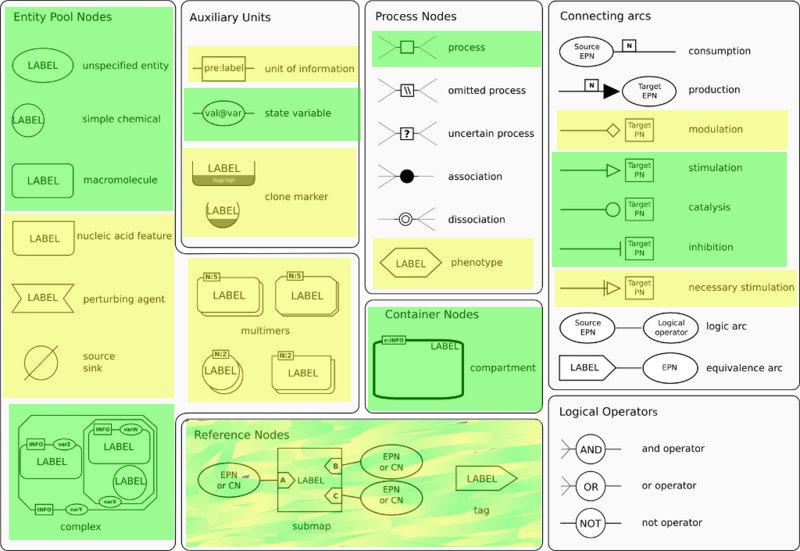 Entity Pool Nodes
LABEL
unspecified entity
LABEL
simple chemical
LABEL
macromolecule
LABEL
nucleic acid feature
LABEL
perturbing agent
source
sink
INFO
varZ
LABEL
INFO
varW
LABEL
LABEL
varX
INFO
varY
complex
Auxiliary Units
pre:label
unit of information
val@var
state variable
LABEL
marker
clone marker
LABEL
N:5
LABEL
N:5
LABEL
multimers
N:2
LABEL
N:2
LABEL
Process Nodes
process
\\
omitted process
?
uncertain process
association
dissociation
LABEL
phenotype
Container Nodes
e:INFO
LABEL
compartment
Reference Nodes
EPN
or CN
A
LABEL
B
C
EPN
or CN
EPN
or CN
submap
LABEL
tag
Connecting arcs
Source
EPN
N
consumption
N
Target
EPN
production
Target
PN
modulation
Target
PN
stimulation
Target
PN
catalysis
Target
PN
inhibition
Target
PN
necessary stimulation
Source
EPN
Logical
operator
logic arc
LABEL
EPN
equivalence arc
Logical Operators
AND
and operator
OR
or operator
NOT
not operator